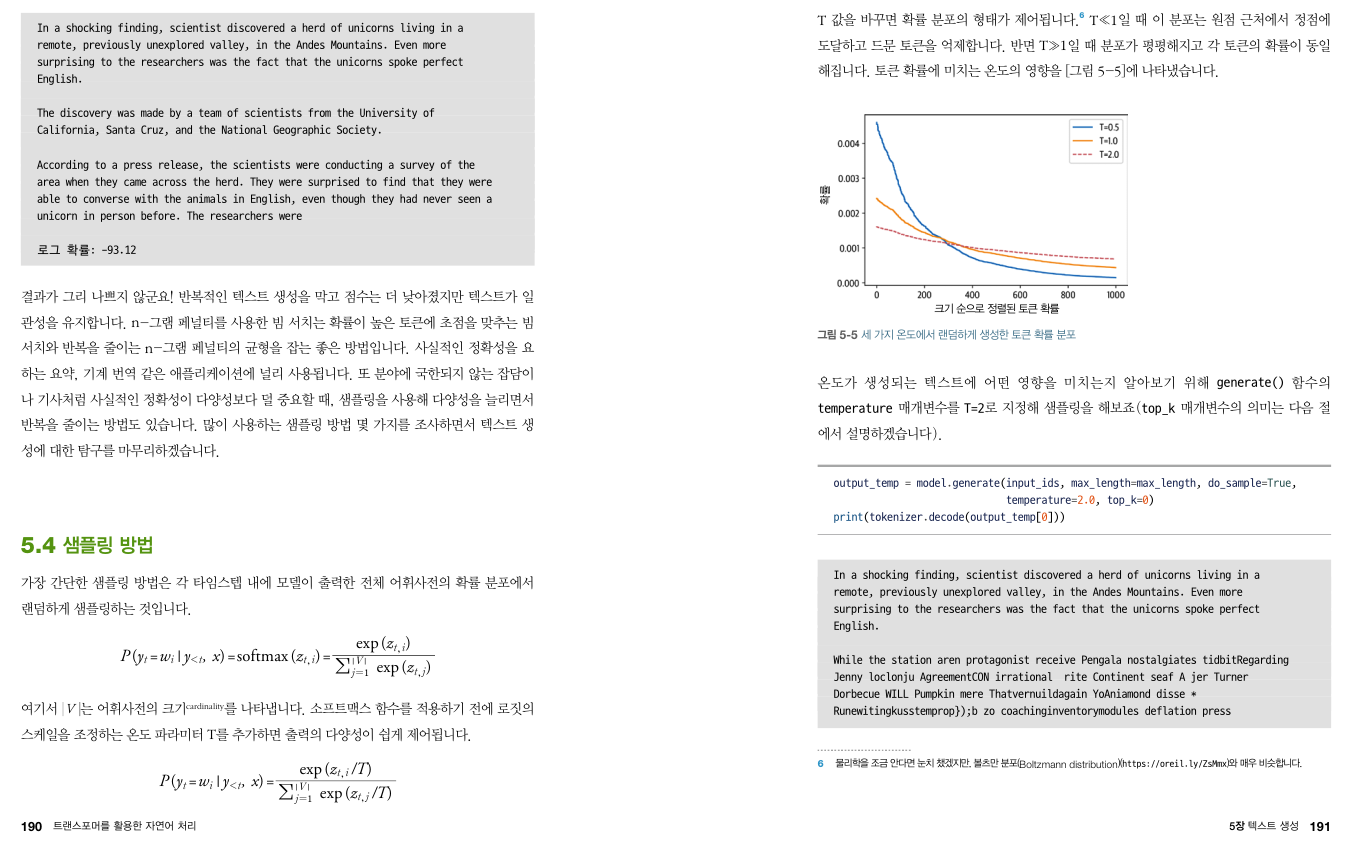 In a shocking finding, scientist discovered a herd of unicorns living in a
remote, previously unexplored valley, in the Andes Mountains. Even more
surprising to the researchers was the fact that the unicorns spoke perfect
English.
The discovery was made by a team of scientists from the University of
California, Santa Cruz, and the National Geographic Society.
According to a press release, the scientists were conducting a survey of the
area when they came across the herd. They were surprised to find that they were
able to converse with the animals in English, even though they had never seen a
unicorn in person before. The researchers were
로그 확률: -93.12
결과가 그리 나쁘지 않군요! 반복적인 텍스트 생성을 막고 점수는 더 낮아졌지만 텍스트가 일
관성을 유지합니다. n-그램 페널티를 사용한 빔 서치는 확률이 높은 토큰에 초점을 맞추는 빔
서치와 반복을 줄이는 n-그램 페널티의 균형을 잡는 좋은 방법입니다. 사실적인 정확성을 요
하는 요약, 기계 번역 같은 애플리케이션에 널리 사용됩니다. 또 분야에 국한되지 않는 잡담이
나 기사처럼 사실적인 정확성이 다양성보다 덜 중요할 때, 샘플링을 사용해 다양성을 늘리면서
반복을 줄이는 방법도 있습니다. 많이 사용하는 샘플링 방법 몇 가지를 조사하면서 텍스트 생
성에 대한 탐구를 마무리하겠습니다.
5.4 샘플링 방법
가장 간단한 샘플링 방법은 각 타임스텝 내에 모델이 출력한 전체 어휘사전의 확률 분포에서
랜덤하게 샘플링하는 것입니다.
P(y_t=w_i|y_{<t}, x)=softmax(z_{t,i})=exp(z_{t,i})/∑_{j=1}^{|V|} exp(z_{t,j})
여기서 |V|는 어휘사전의 크기cardinality를 나타냅니다. 소프트맥스 함수를 적용하기 전에 로짓의
스케일을 조정하는 온도 파라미터 T를 추가하면 출력의 다양성이 쉽게 제어됩니다.
P(y_t=w_i|y_{<t}, x)=exp(z_{t,i}/T)/∑_{j=1}^{|V|} exp(z_{t,j}/T)
190 트랜스포머를 활용한 자연어 처리
T 값을 바꾸면 확률 분포의 형태가 제어됩니다.6 T≪1일 때 이 분포는 원점 근처에서 정점에
도달하고 드문 토큰을 억제합니다. 반면 T≫1일 때 분포가 평평해지고 각 토큰의 확률이 동일
해집니다. 토큰 확률에 미치는 온도의 영향을 [그림 5-5]에 나타냈습니다.
T=0.5
T=1.0
T=2.0
0.004
0.003
0.002
0.001
0.000
확률
0 200 400 600 800 1000
크기 순으로 정렬된 토큰 확률
그림 5-5 세 가지 온도에서 랜덤하게 생성한 토큰 확률 분포
온도가 생성되는 텍스트에 어떤 영향을 미치는지 알아보기 위해 generate() 함수의
temperature 매개변수를 T=2로 지정해 샘플링을 해보죠(top_k 매개변수의 의미는 다음 절
에서 설명하겠습니다).
output_temp = model.generate(input_ids, max_length=max_length, do_sample=True,
temperature=2.0, top_k=0)
print(tokenizer.decode(output_temp[0]))
In a shocking finding, scientist discovered a herd of unicorns living in a
remote, previously unexplored valley, in the Andes Mountains. Even more
surprising to the researchers was the fact that the unicorns spoke perfect
English.
While the station aren protagonist receive Pengala nostalgiates tidbitRegarding
Jenny loclonju AgreementCON irrational  rite Continent seaf A jer Turner
Dorbecue WILL Pumpkin mere Thatvernuildagain YoAniamond disse *
Runewitingkusstemprop});b zo coachinginventorymodules deflation press
6 물리학을 조금 안다면 눈치 챘겠지만, 볼츠만 분포(Boltzmann distribution)(https://oreil.ly/ZsMmx)와 매우 비슷합니다.
5장 텍스트 생성 191